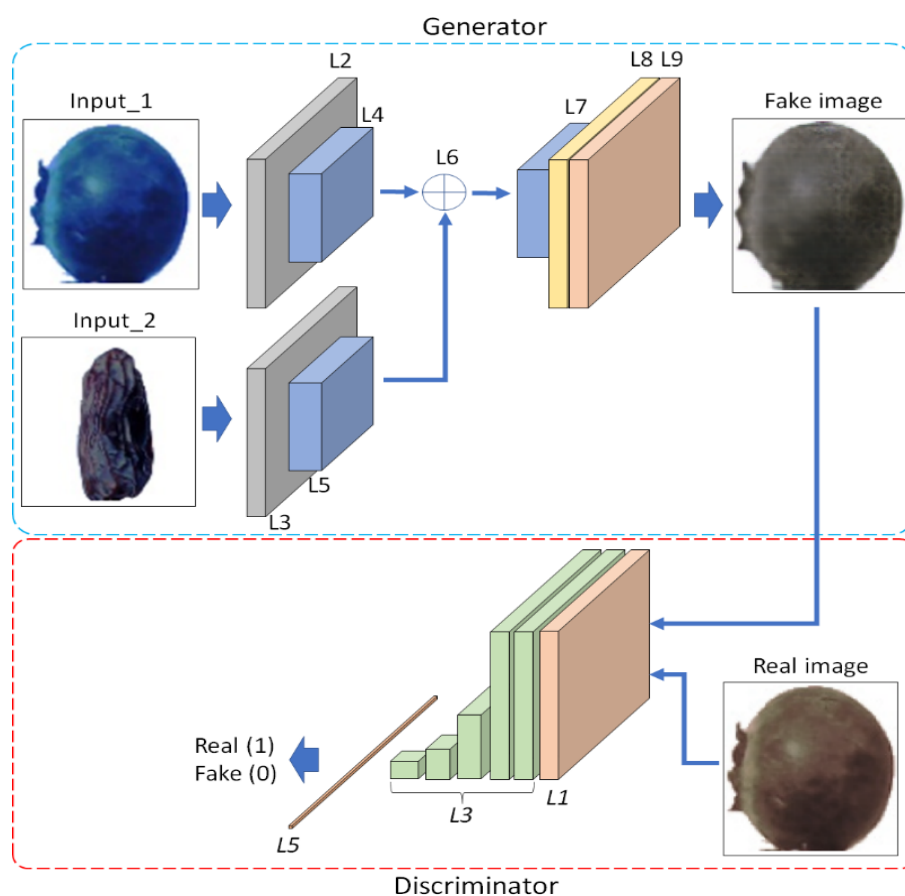 Generator
L2
L8 L9
Input_1
L4
L7
Fake image
L6
Input_2
L5
L3
Real image
Real (1)
Fake (0)
L3
L1
L5
Discriminator